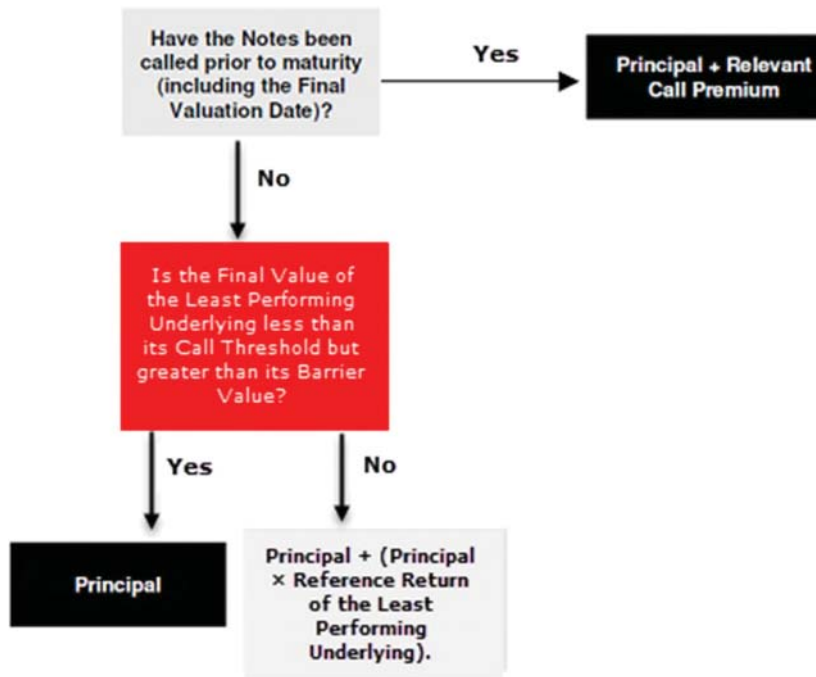 Have the Notes been
called prior to maturity
(including the Final
Valuation Date)?
Yes
Principal + Relevant
Call Premium
No
Is the Final Value of
the Least Performing
Underlying less than
its Call Threshold but
greater than its Barrier
Value?
Yes
No
Principal
Principal + (Principal
× Reference Return
of the Least
Performing
Underlying).